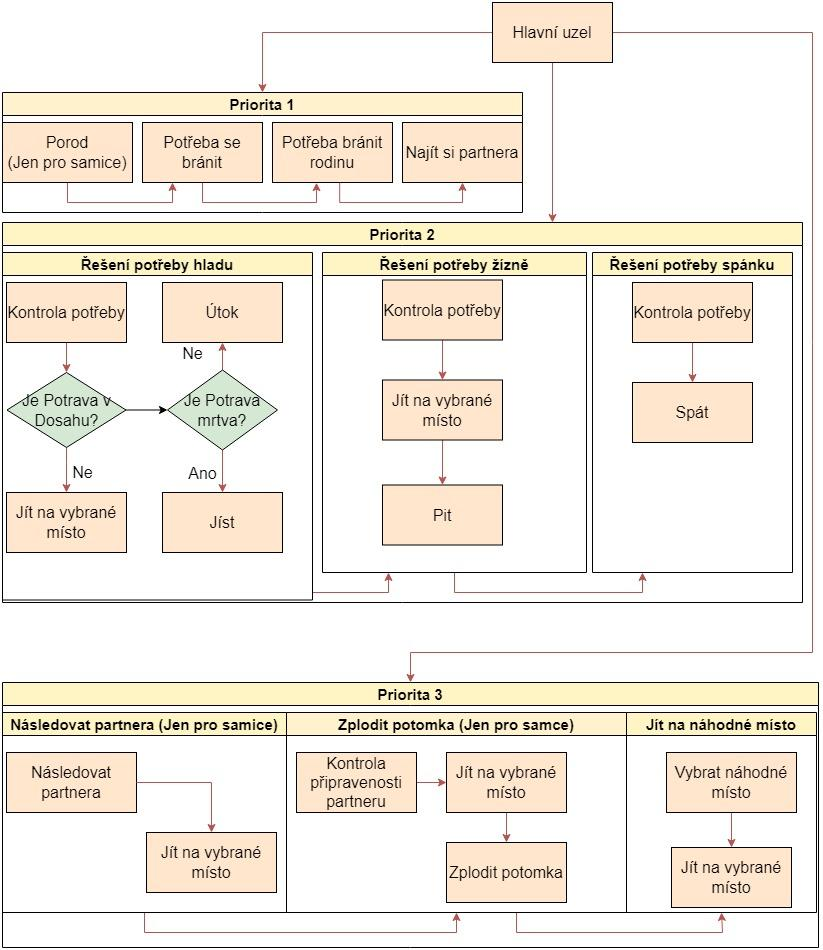 Hlavní uzel
Priorita 1
Porod
(Jen pro samice)
Potřeba se
bránit
Potřeba bránit
rodinu
Najít si partnera
Priorita 2
Řešení potřeby hladu
Kontrola potřeby
Útok
Ne
Je Potrava v
Dosahu?
Je Potrava
mrtva?
Ne
Ano
Jít na vybrané
místo
Jíst
Řešení potřeby žízně
Kontrola potřeby
Jít na vybrané
místo
Pit
Řešení potřeby spánku
Kontrola potřeby
Spát
Priorita 3
Následovat partnera (Jen pro samice)
Následovat
partnera
Jít na vybrané
místo
Zplodit potomka (Jen pro samce)
Kontrola
připravenosti
partneru
Jít na vybrané
místo
Zplodit potomka
Jít na náhodné místo
Vybrat náhodné
místo
Jít na vybrané
místo